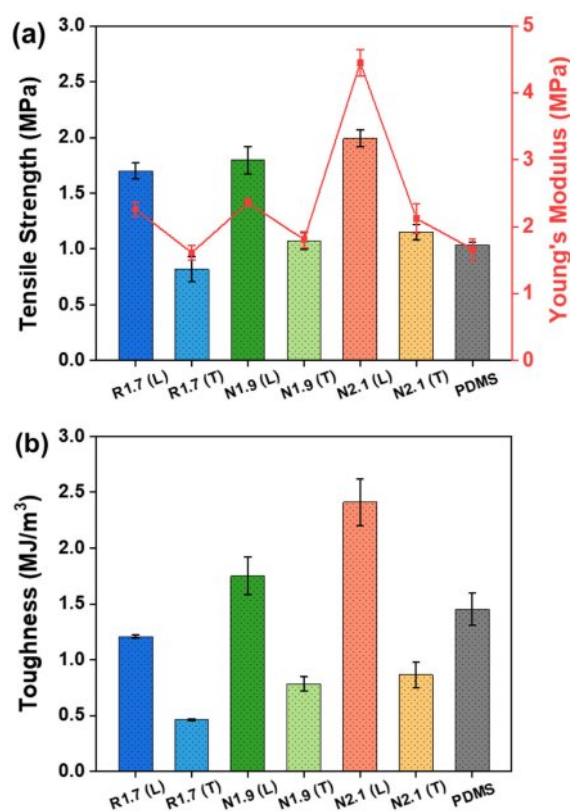 (a)
Tensile Strength (MPa)
3.0
2.5
2.0
1.5
1.0
0.5
0.0
5
4
3
2
1
0
Young's Modulus (MPa)
R1.7 (L)
R1.7 (T)
N1.9 (L)
N1.9 (T)
N2.1 (L)
N2.1 (T)
PDMS
(b)
Toughness (MJ/m³)
3.0
2.5
2.0
1.5
1.0
0.5
0.0
R1.7 (L)
R1.7 (T)
N1.9 (L)
N1.9 (T)
N2.1 (L)
N2.1 (T)
PDMS